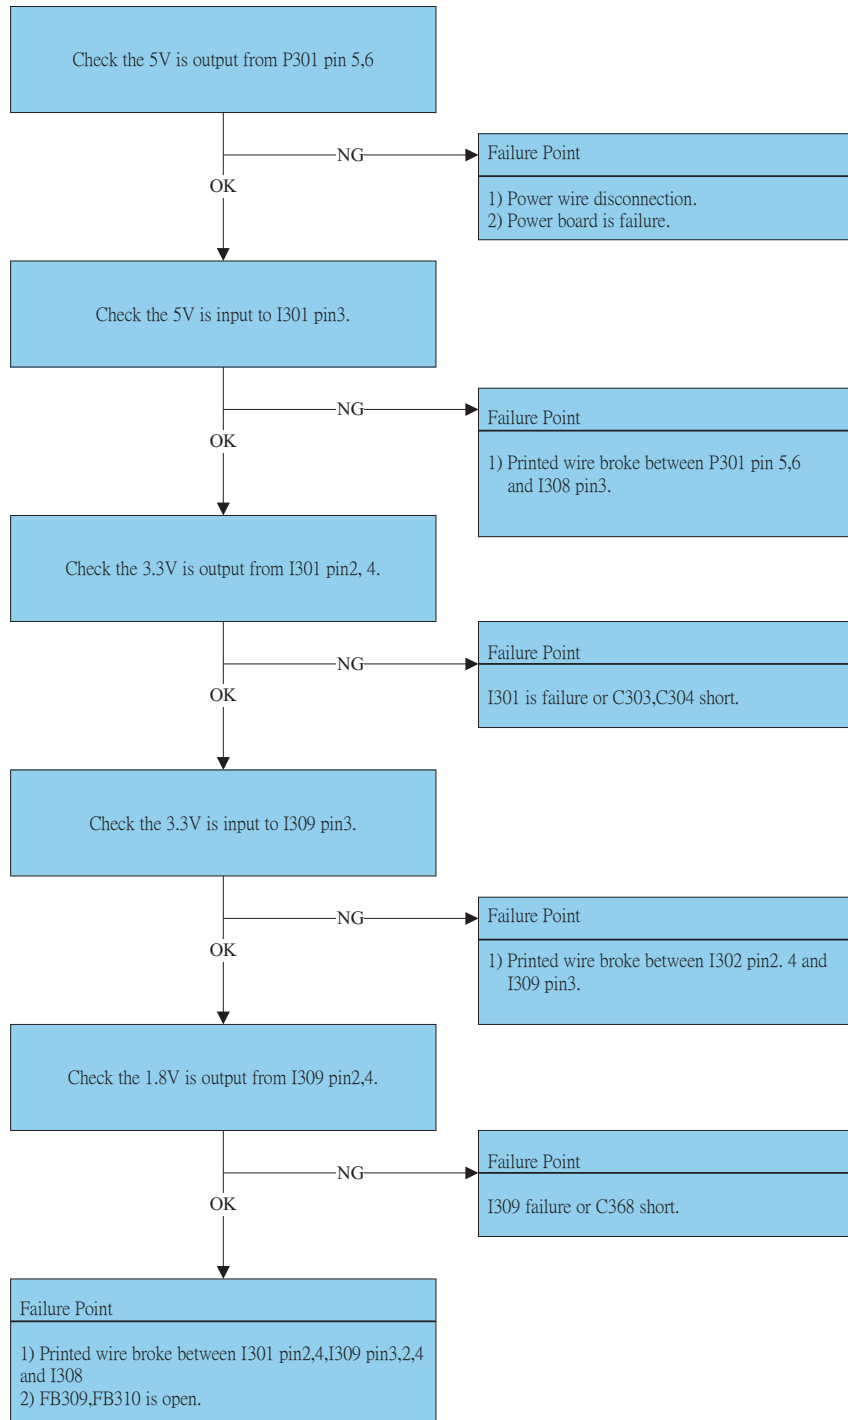 Check the 5V is output from P301 pin 5,6
NG
OK
Failure Point
1) Power wire disconnection.
2) Power board is failure.
Check the 5V is input to I301 pin3.
NG
OK
Failure Point
1) Printed wire broke between P301 pin 5,6
and I308 pin3.
Check the 3.3V is output from I301 pin2, 4.
NG
OK
Failure Point
I301 is failure or C303,C304 short.
Check the 3.3V is input to I309 pin3.
NG
OK
Failure Point
1) Printed wire broke between I302 pin2. 4 and
I309 pin3.
Check the 1.8V is output from I309 pin2,4.
NG
OK
Failure Point
I309 failure or C368 short.
Failure Point
1) Printed wire broke between I301 pin2,4,I309 pin3,2,4
and I308
2) FB309,FB310 is open.